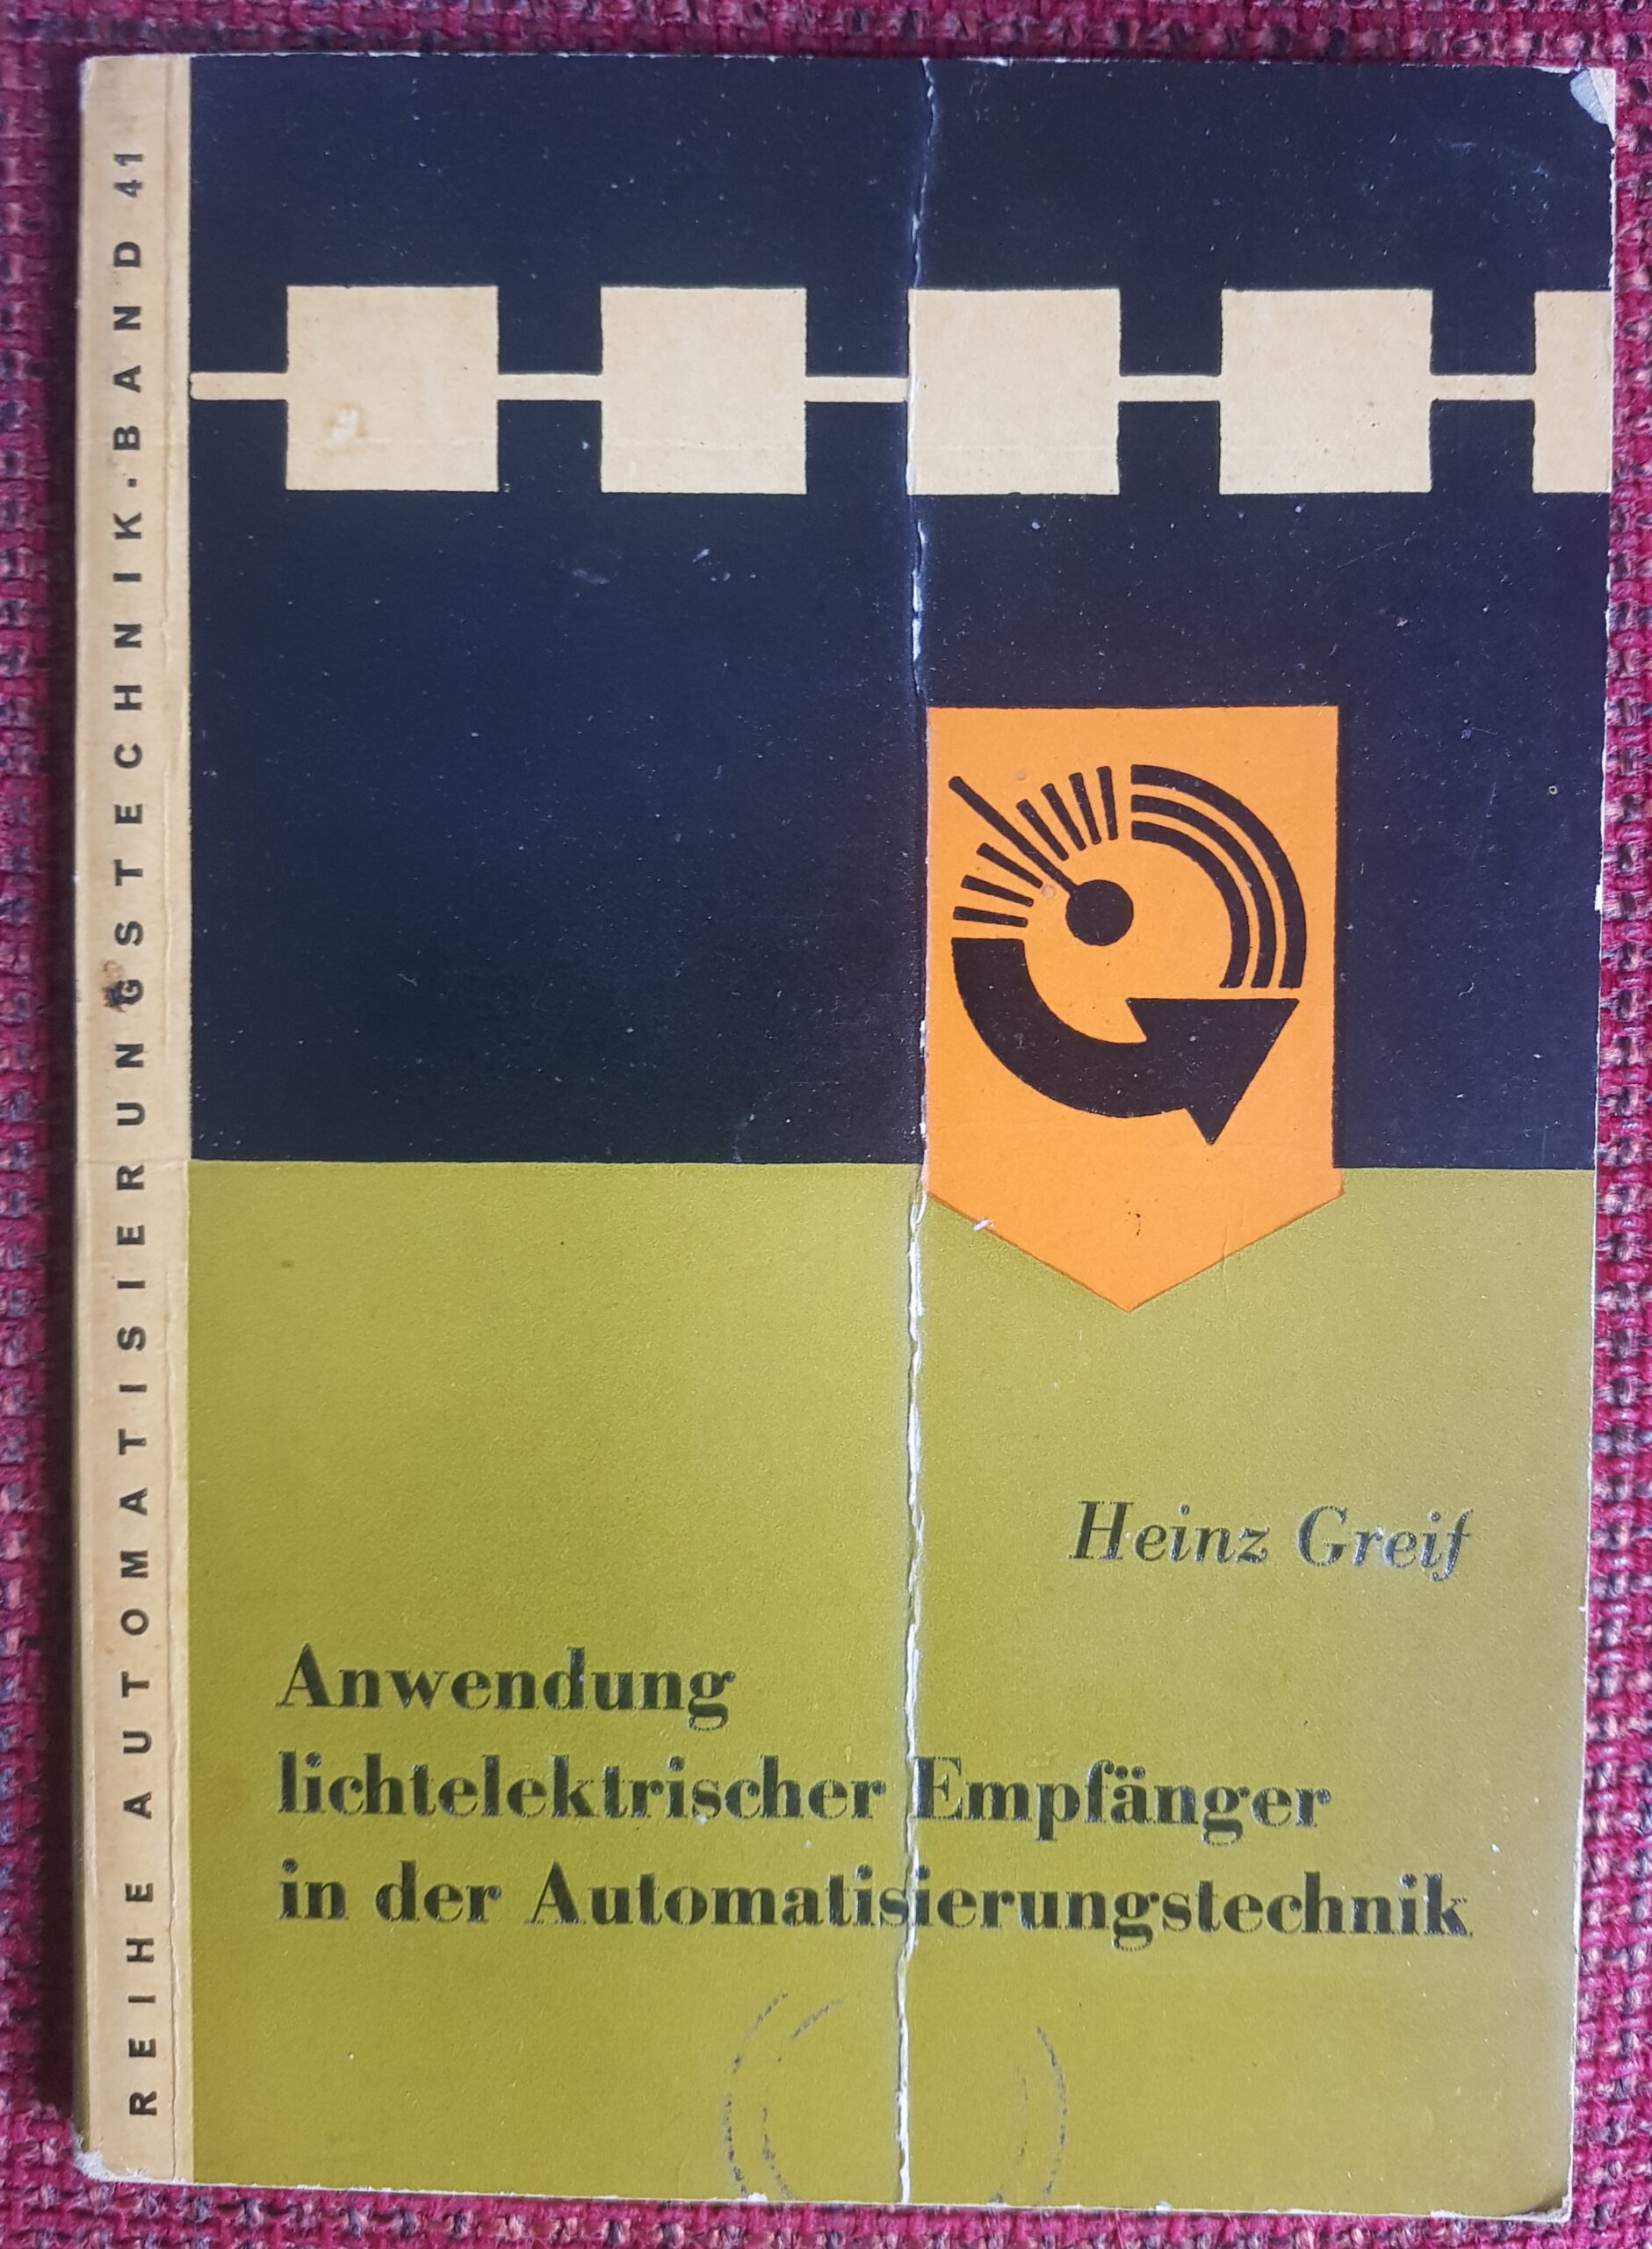 REIHE AUTOMATISIERUNGSTECHNIK · BAND 41
Heinz Greif
Anwendung
lichtelektrischer Empfänger
in der Automatisierungstechnik